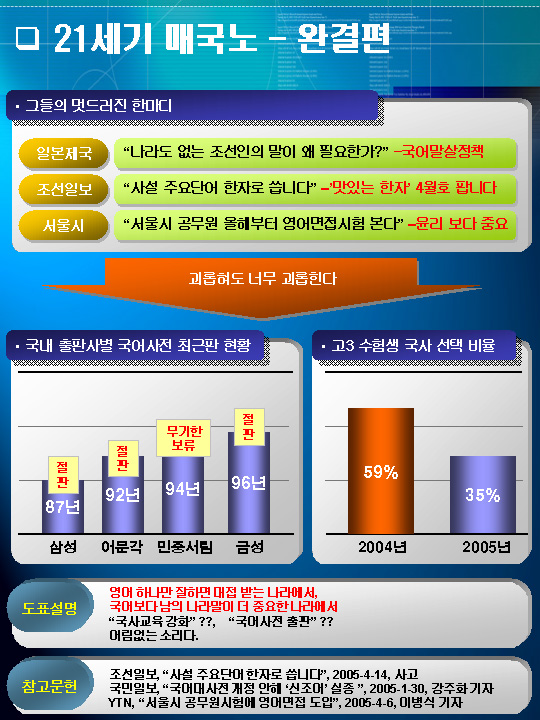 ❑ 21세기 매국노 – 완결편
· 그들의 멋드러진 한마디
일본제국 “나라도 없는 조선인의 말이 왜 필요한가?” –국어말살정책
조선일보 “사설 주요단어 한자로 씁니다” –‘맛있는 한자’ 4월호 팝니다
서울시 “서울시 공무원 올해부터 영어면접시험 본다” –윤리 보다 중요
괴롭혀도 너무 괴롭힌다
· 국내 출판사별 국어사전 최근판 현황
절판
87년
삼성
절판
92년
어문각
무기한 보류
94년
민중서림
절판
96년
금성
· 고3 수험생 국사 선택 비율
59%
35%
2004년
2005년
도표설명
영어 하나만 잘하면 대접 받는 나라에서,
국어보다 남의 나라말이 더 중요한 나라에서
“국사교육 강화” ??, “국어사전 출판” ??
어림없는 소리다.
참고문헌
조선일보, “사설 주요단어 한자로 씁니다”, 2005-4-14, 사고
국민일보, “국어대사전 개정 안해 ‘신조어’ 실종 ”, 2005-1-30, 강주화 기자
YTN, “서울시 공무원시험에 영어면접 도입”, 2005-4-6, 이병식 기자